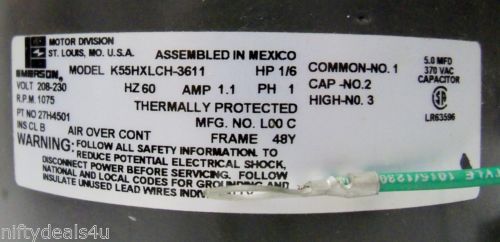 MOTOR DIVISION
ST. LOUIS, MO. U.S.A.
ASSEMBLED IN MEXICO
EMERSON
MODEL K55HXLCH-3611 HP 1/6
VOLT 208-230 HZ 60 AMP 1.1 PH 1
R.P.M. 1075
THERMALLY PROTECTED
PT NO 27H4501
MFG. NO. L00 C
INS CL B AIR OVER CONT FRAME 48Y
COMMON-NO. 1
CAP -NO.2
HIGH-NO. 3
5.0 MFD
370 VAC
CAPACITOR
LR63596
WARNING: FOLLOW ALL SAFETY INFORMATION TO
REDUCE POTENTIAL ELECTRICAL SHOCK,
DISCONNECT POWER BEFORE SERVICING. FOLLOW
NATIONAL AND LOCAL CODES FOR GROUNDING AND
INSULATE UNUSED LEAD WIRES
niftydeals4u
niftydeals4u